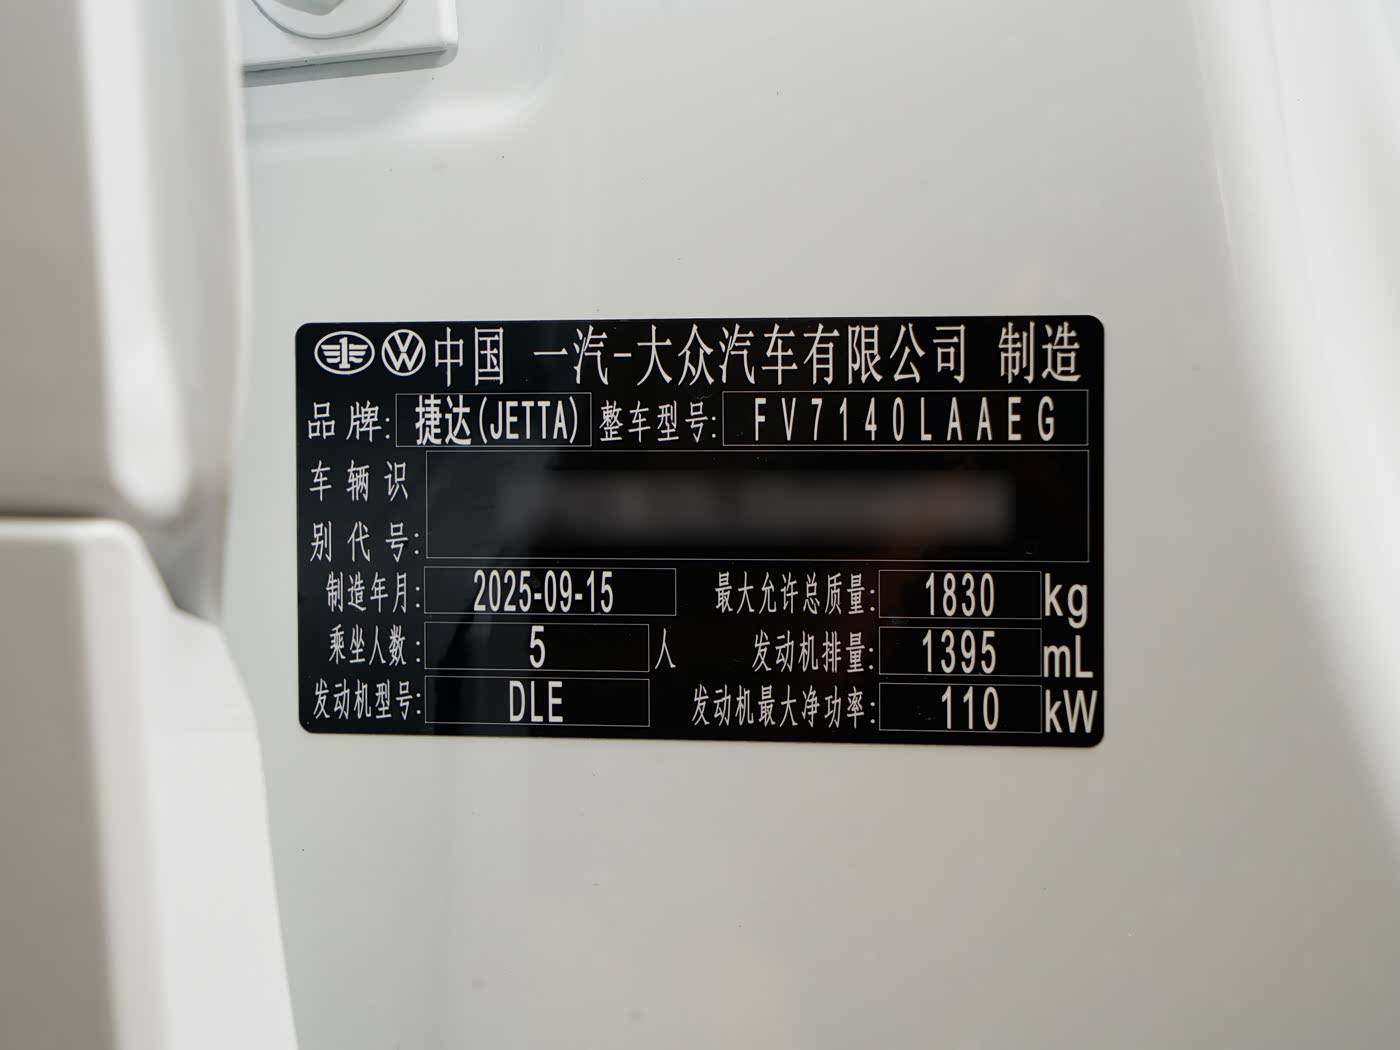 中国 一汽-大众汽车有限公司 制造
品牌: 捷达(JETTA) 整车型号: FV7140LAAEG
车辆识
别代号:
制造年月: 2025-09-15 最大允许总质量: 1830 kg
乘坐人数: 5 人 发动机排量: 1395 mL
发动机型号: DLE 发动机最大净功率: 110 kW